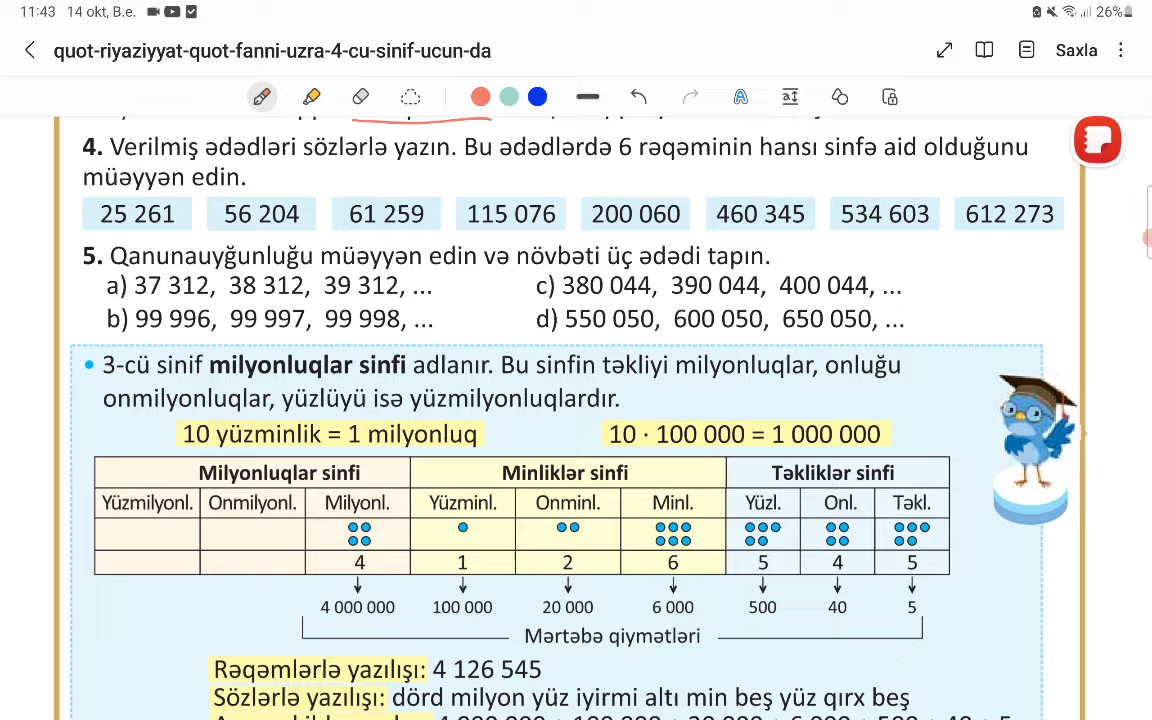 11:43 14 okt, B.e. 26%
quot-riyaziyyat-quot-fanni-uzra-4-cu-sinif-ucun-da Saxla
4. Verilmiş ədədləri sözlərlə yazın. Bu ədədlərdə 6 rəqəminin hansı sinfə aid olduğunu
müəyyən edin.
25 261 56 204 61 259 115 076 200 060 460 345 534 603 612 273
5. Qanunauyğunluğu müəyyən edin və növbəti üç ədədi tapın.
a) 37 312, 38 312, 39 312, ... c) 380 044, 390 044, 400 044, ...
b) 99 996, 99 997, 99 998, ... d) 550 050, 600 050, 650 050, ...
• 3-cü sinif milyonluqlar sinfi adlanır. Bu sinfin təkliyi milyonluqlar, onluğu
onmilyonluqlar, yüzlüyü isə yüzmilyonluqlardır.
10 yüzminlik = 1 milyonluq 10 · 100 000 = 1 000 000
Milyonluqlar sinfi Minliklər sinfi Təkliklər sinfi
Yüzmilyonl. Onmilyonl. Milyonl. Yüzminl. Onminl. Minl. Yüzl. Onl. Təkl.
4 1 2 6 5 4 5
4 000 000 100 000 20 000 6 000 500 40 5
Mərtəbə qiymətləri
Rəqəmlərlə yazılışı: 4 126 545
Sözlərlə yazılışı: dörd milyon yüz iyirmi altı min beş yüz qırx beş